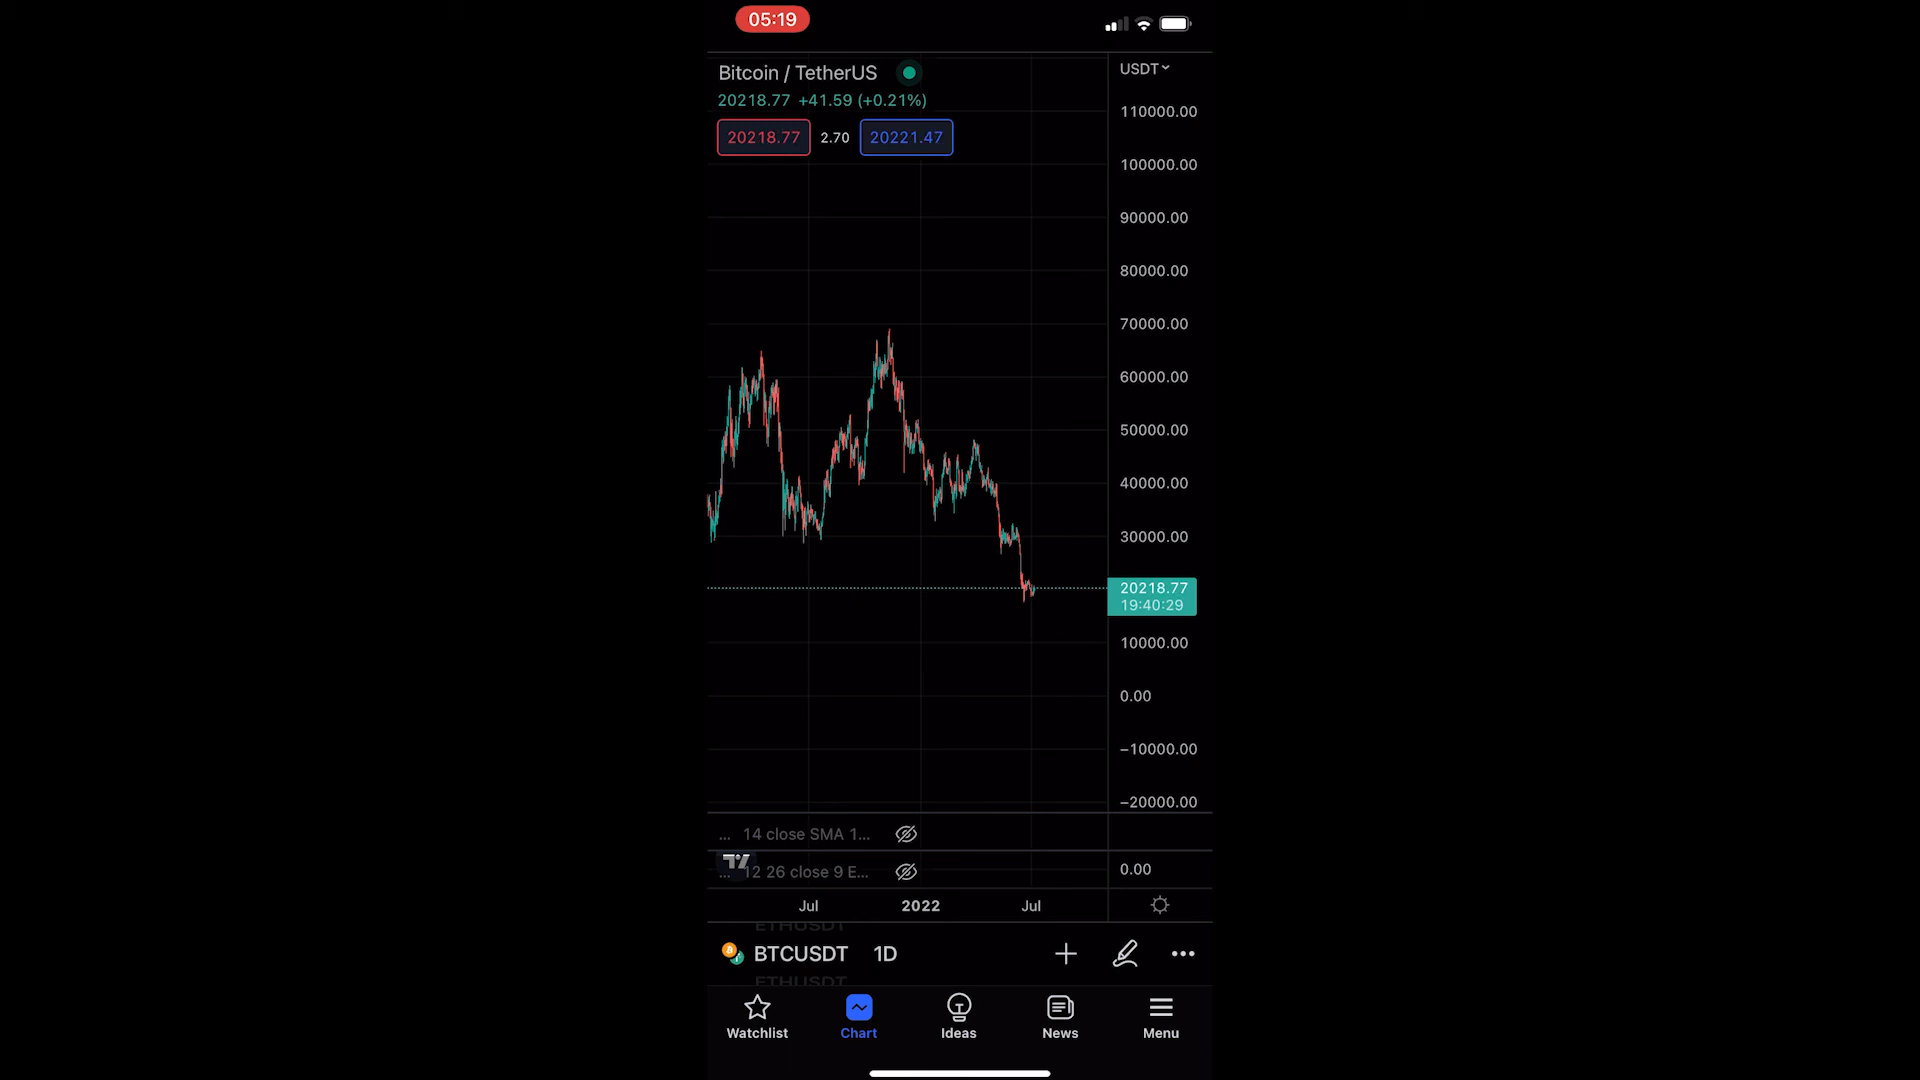 05:19
Bitcoin / TetherUS
USDT
20218.77 +41.59 (+0.21%)
20218.77 2.70 20221.47
110000.00
100000.00
90000.00
80000.00
70000.00
60000.00
50000.00
40000.00
30000.00
20218.77
19:40:29
10000.00
0.00
−10000.00
−20000.00
... 14 close SMA 1...
... 12 26 close 9 E...
0.00
Jul 2022 Jul
ETHUSDT
BTCUSDT 1D
ETHUSDT
Watchlist Chart Ideas News Menu